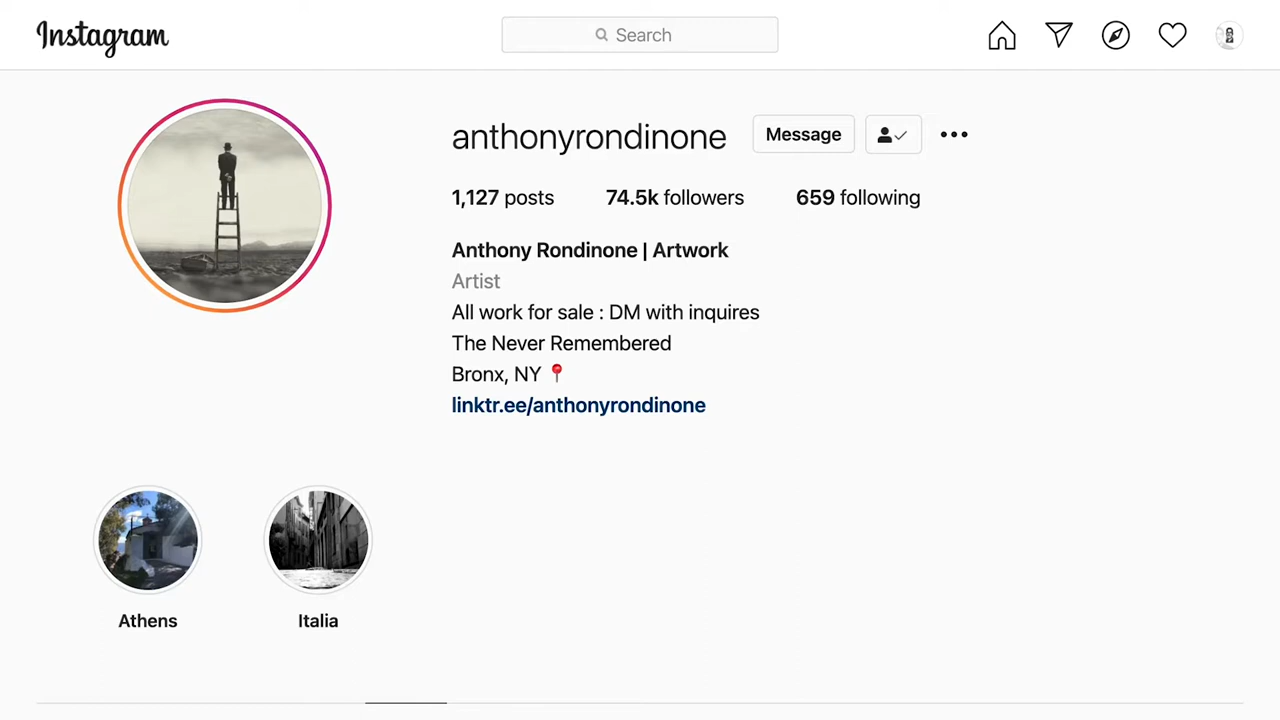 Instagram
Search
anthonyrondinone Message
1,127 posts 74.5k followers 659 following
Anthony Rondinone | Artwork
Artist
All work for sale : DM with inquires
The Never Remembered
Bronx, NY 📍
linktr.ee/anthonyrondinone
Athens Italia